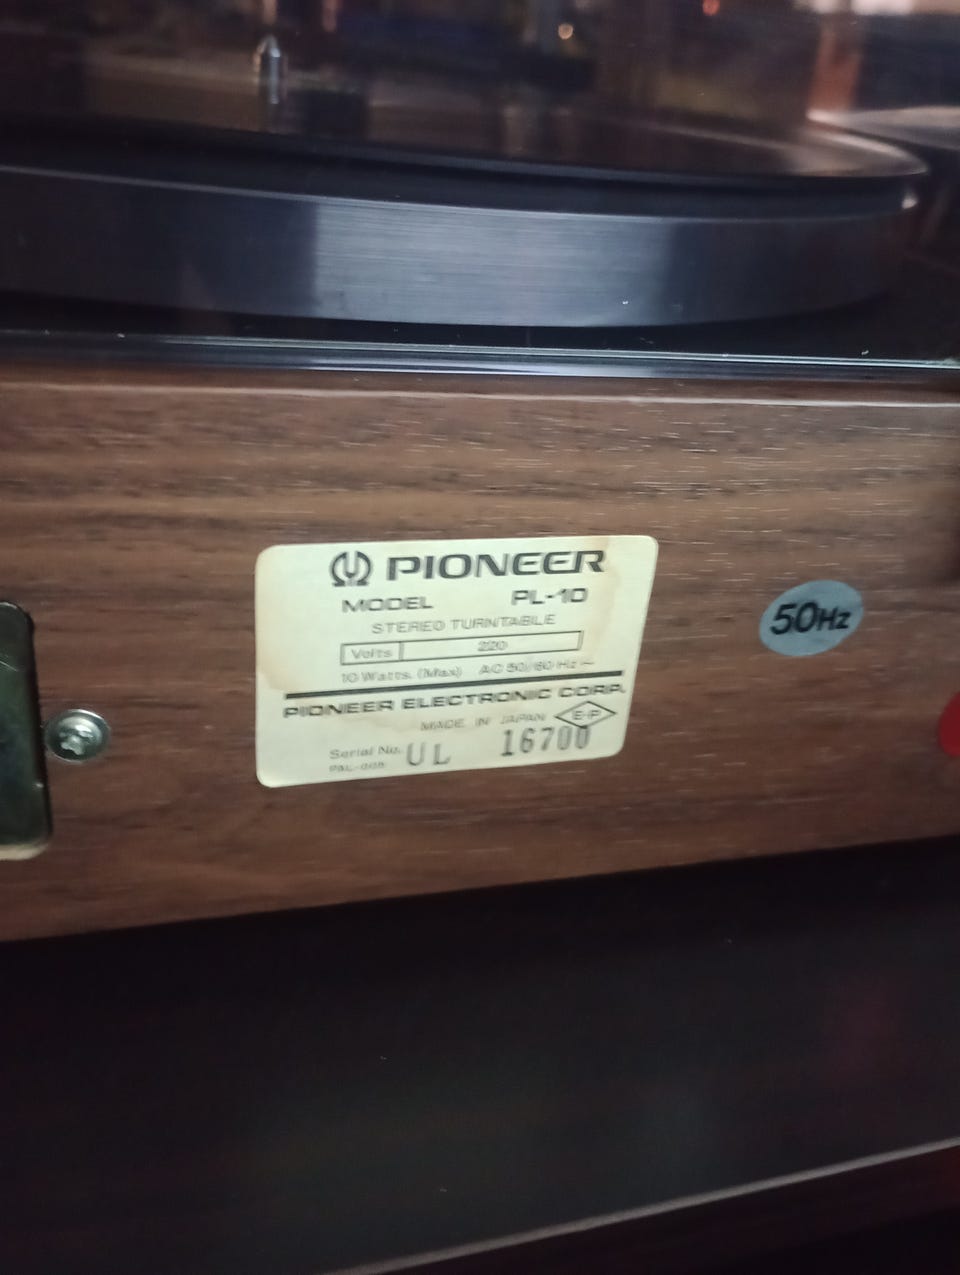 PIONEER
MODEL PL-10
STEREO TURNTABLE
Volts 220
10 Watts. (Max) AC 50/60 Hz ~
PIONEER ELECTRONIC CORP.
MADE IN JAPAN E-P
Serial No. UL 16700
50Hz